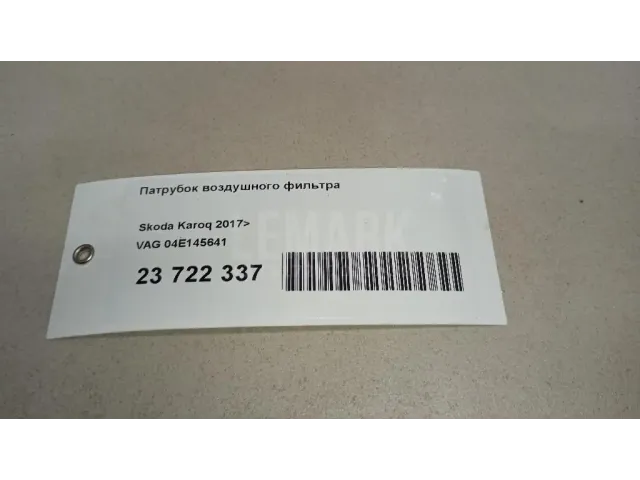 Патрубок воздушного фильтра
Skoda Karoq 2017>
VAG 04E145641
23 722 337